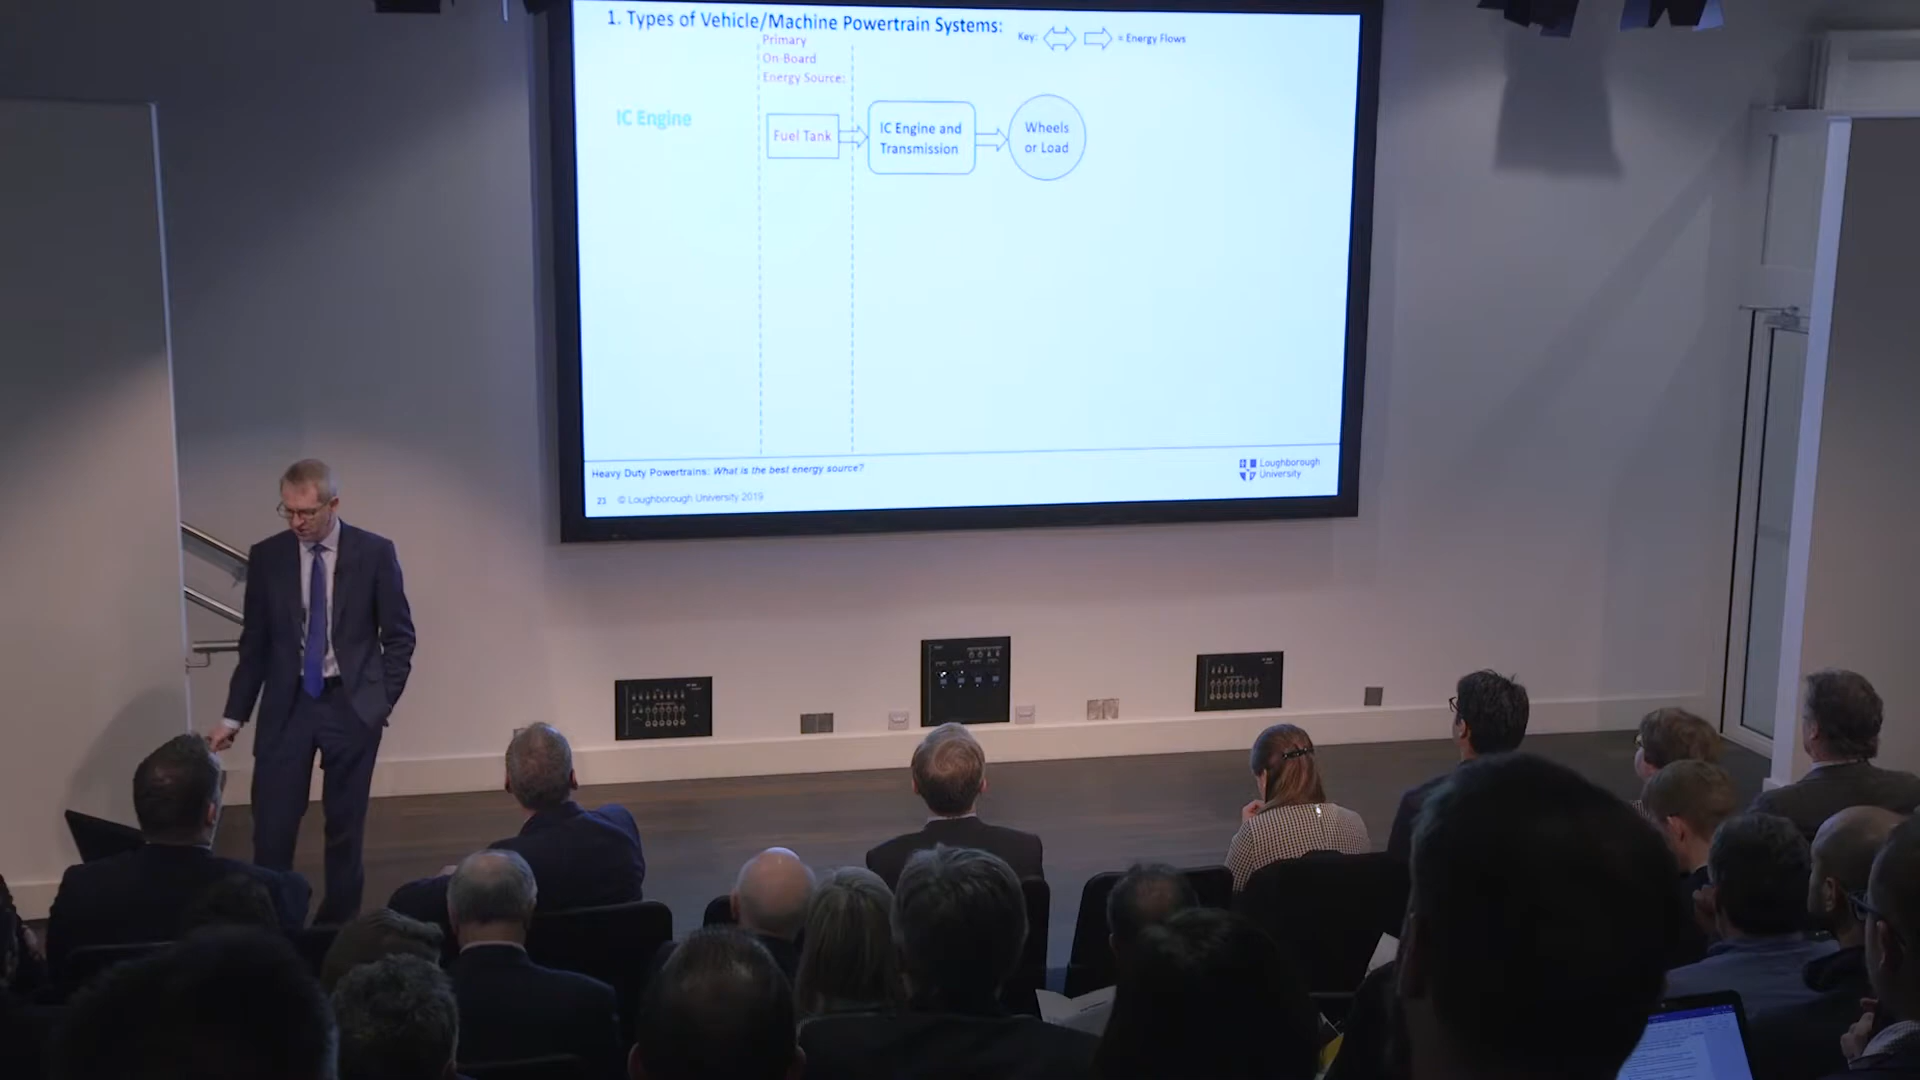 1. Types of Vehicle/Machine Powertrain Systems:
Key:
= Energy Flows
Primary
On-Board
Energy Source:
IC Engine
Fuel Tank
IC Engine and
Transmission
Wheels
or Load
Heavy Duty Powertrains: What is the best energy source?
23 © Loughborough University 2019
Loughborough
University